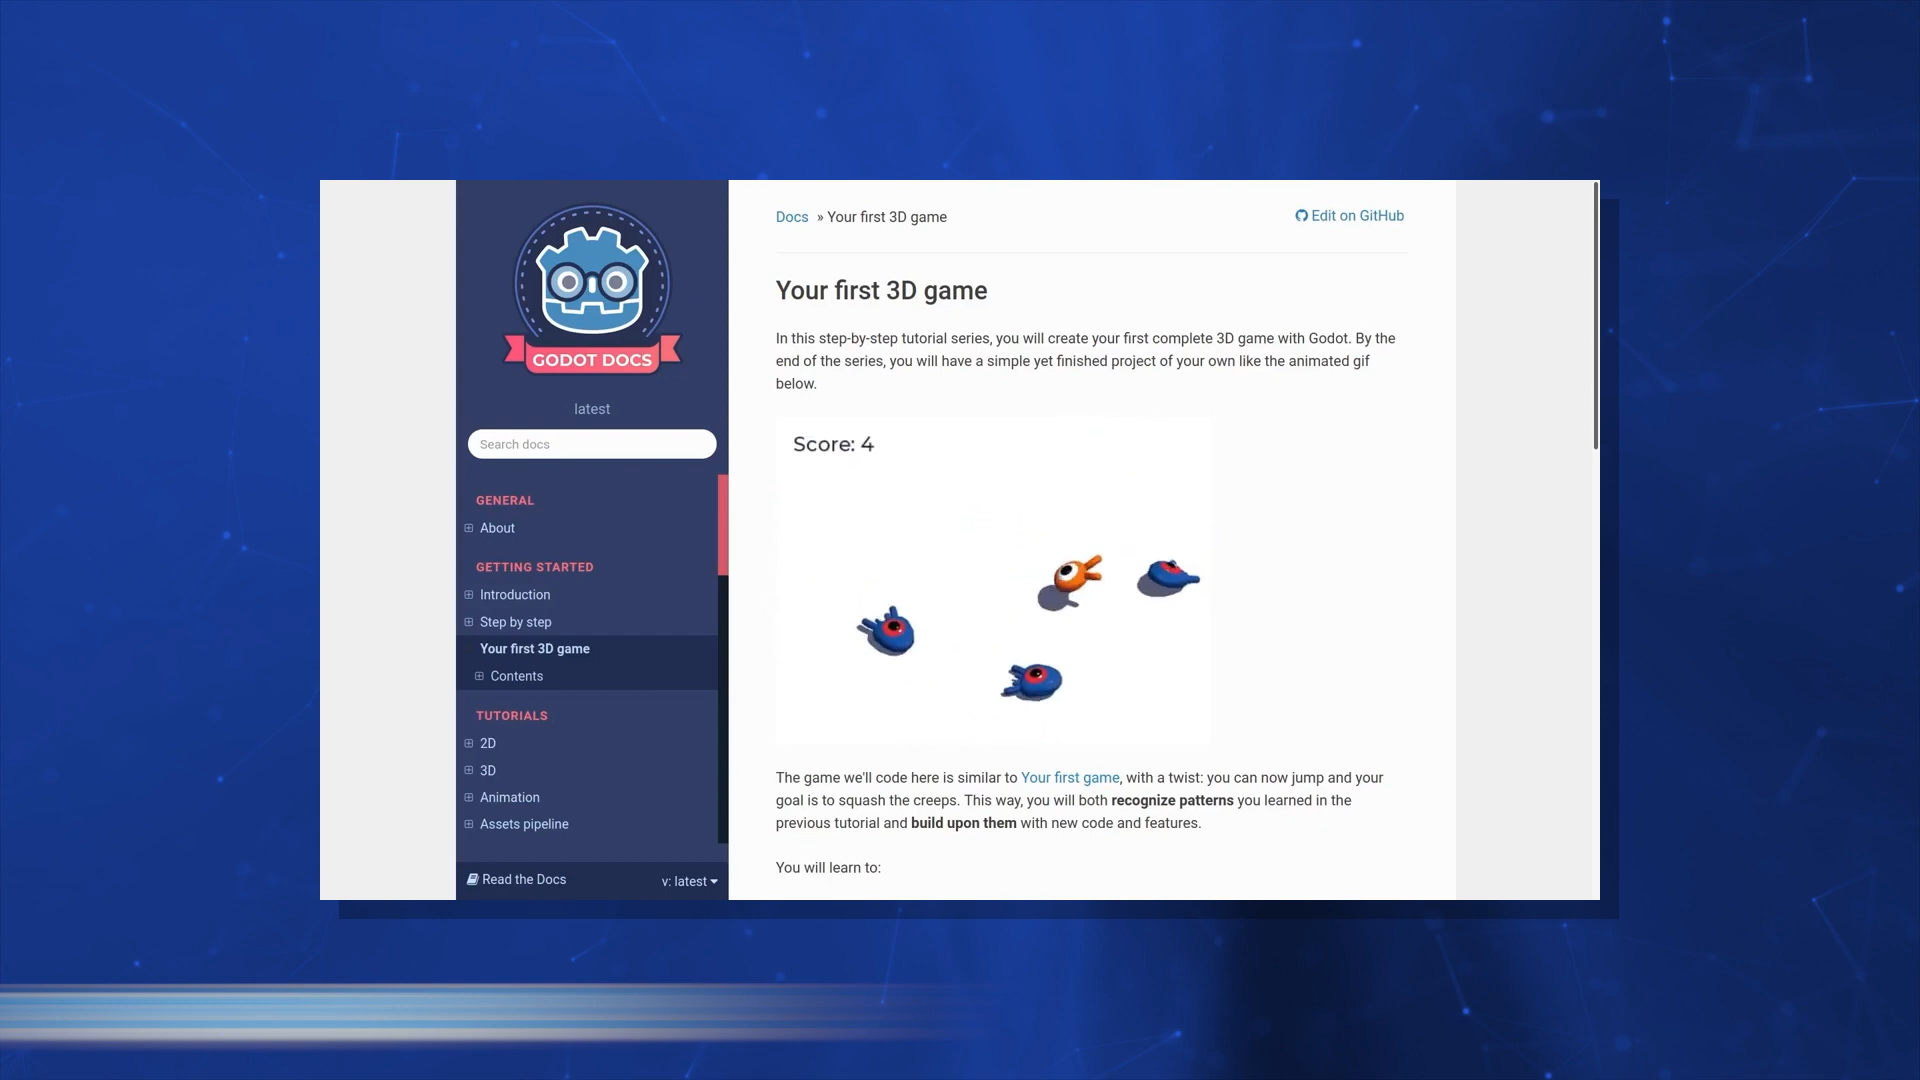 GODOT DOCS
latest
Search docs
GENERAL
About
GETTING STARTED
Introduction
Step by step
Your first 3D game
Contents
TUTORIALS
2D
3D
Animation
Assets pipeline
Read the Docs
v: latest
Docs » Your first 3D game
Edit on GitHub
Your first 3D game
In this step-by-step tutorial series, you will create your first complete 3D game with Godot. By the
end of the series, you will have a simple yet finished project of your own like the animated gif
below.
Score: 4
The game we'll code here is similar to Your first game, with a twist: you can now jump and your
goal is to squash the creeps. This way, you will both recognize patterns you learned in the
previous tutorial and build upon them with new code and features.
You will learn to: